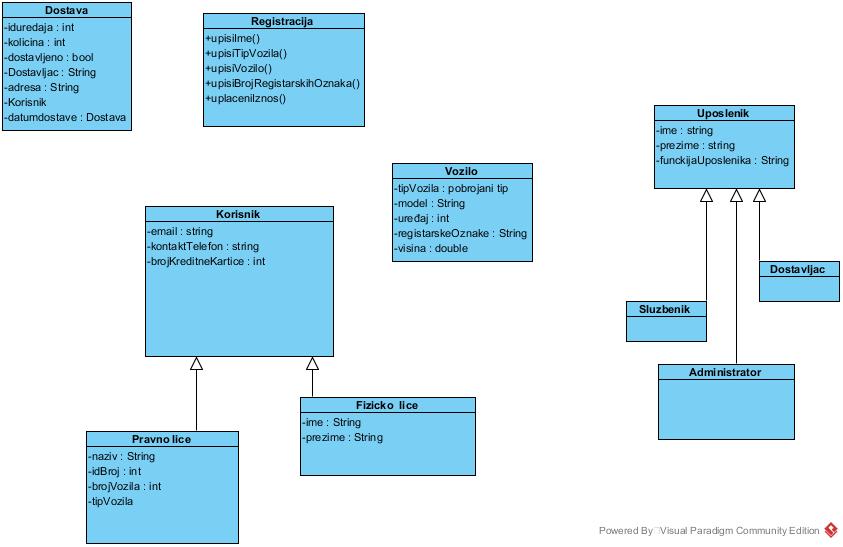 Dostava
-iduredaja : int
-kolicina : int
-dostavljeno : bool
-Dostavljac : String
-adresa : String
-Korisnik
-datumdostave : Dostava
Registracija
+upisiIme()
+upisiTipVozila()
+upisiVozilo()
+upisiBrojRegistarskihOznaka()
+uplaceniIznos()
Uposlenik
-ime : string
-prezime : string
-funckijaUposlenika : String
Vozilo
-tipVozila : pobrojani tip
-model : String
-uređaj : int
-registarskeOznake : String
-visina : double
Korisnik
-email : string
-kontaktTelefon : string
-brojKreditneKartice : int
Dostavljac
Sluzbenik
Administrator
Fizicko lice
-ime : String
-prezime : String
Pravno lice
-naziv : String
-idBroj : int
-brojVozila : int
-tipVozila
Powered By Visual Paradigm Community Edition